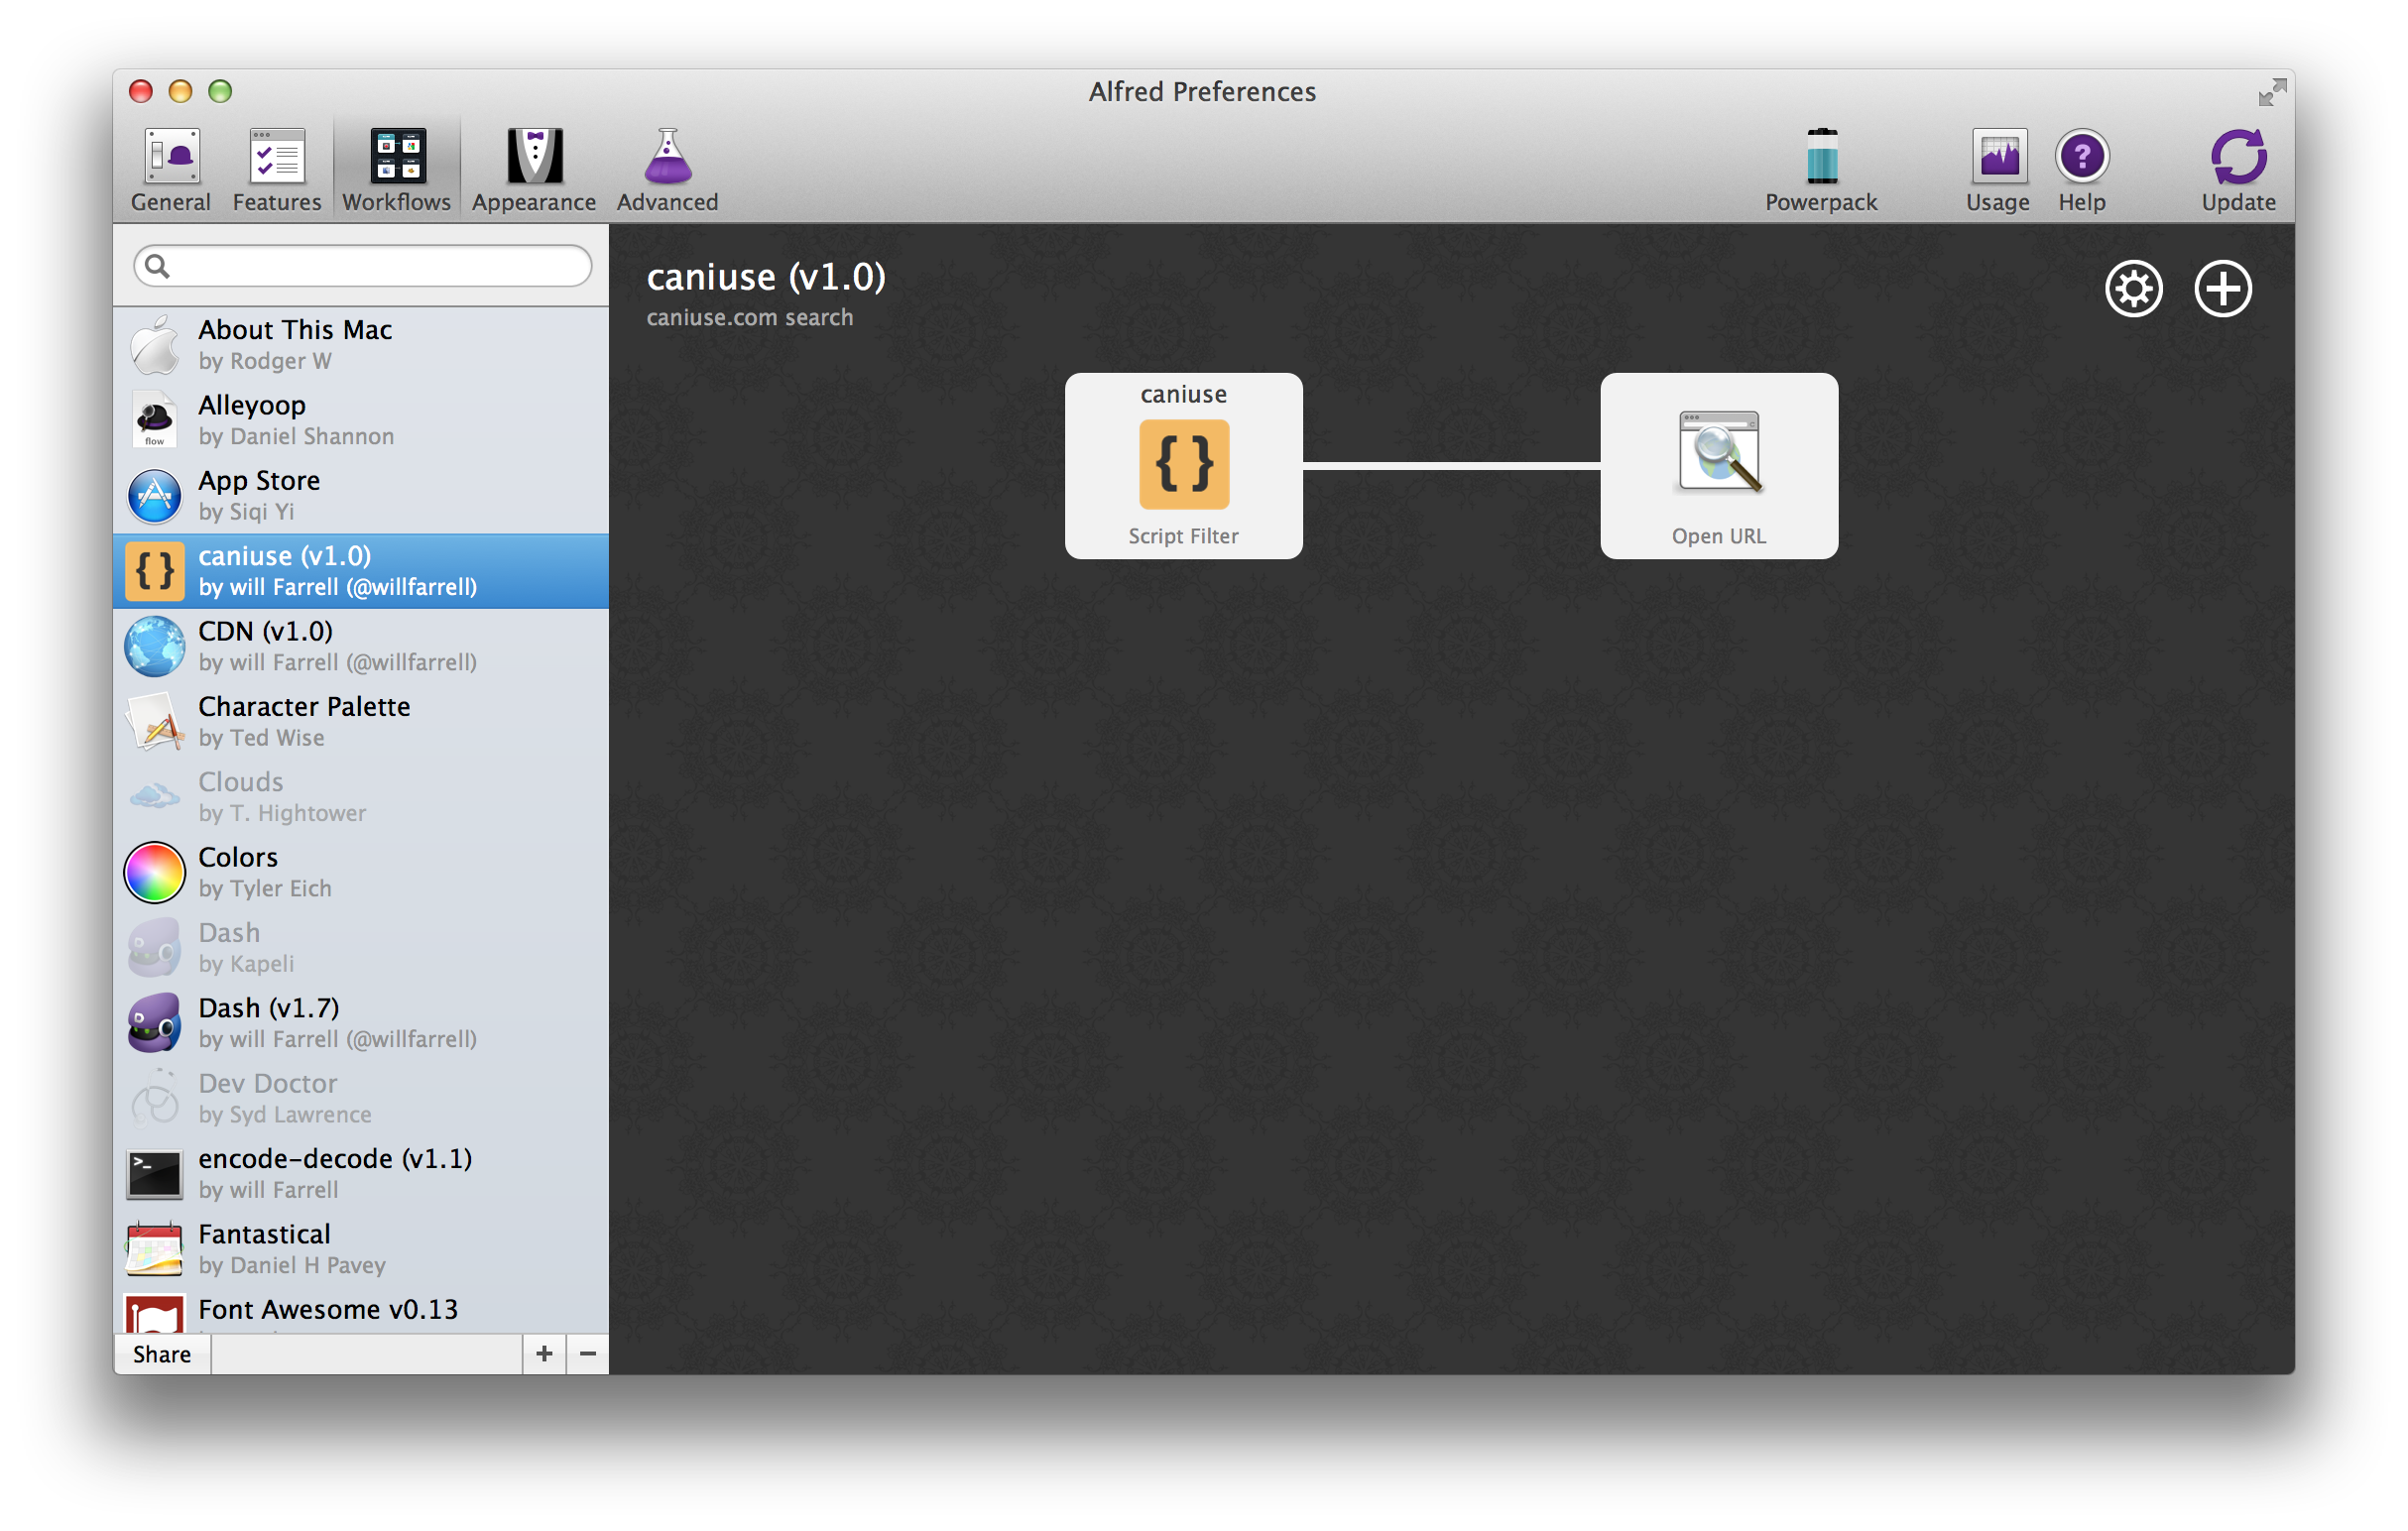 Alfred Preferences
General
Features
Workflows
Appearance
Advanced
Powerpack
Usage
?
Help
Update
About This Mac
by Rodger W
flow
Alleyoop
by Daniel Shannon
App Store
by Siqi Yi
{ }
caniuse (v1.0)
by will Farrell (@willfarrell)
CDN (v1.0)
by will Farrell (@willfarrell)
Character Palette
by Ted Wise
Clouds
by T. Hightower
Colors
by Tyler Eich
Dash
by Kapeli
Dash (v1.7)
by will Farrell (@willfarrell)
Dev Doctor
by Syd Lawrence
>_
encode-decode (v1.1)
by will Farrell
Fantastical
by Daniel H Pavey
Font Awesome v0.13
Share
+
−
caniuse (v1.0)
caniuse.com search
caniuse
{ }
Script Filter
Open URL